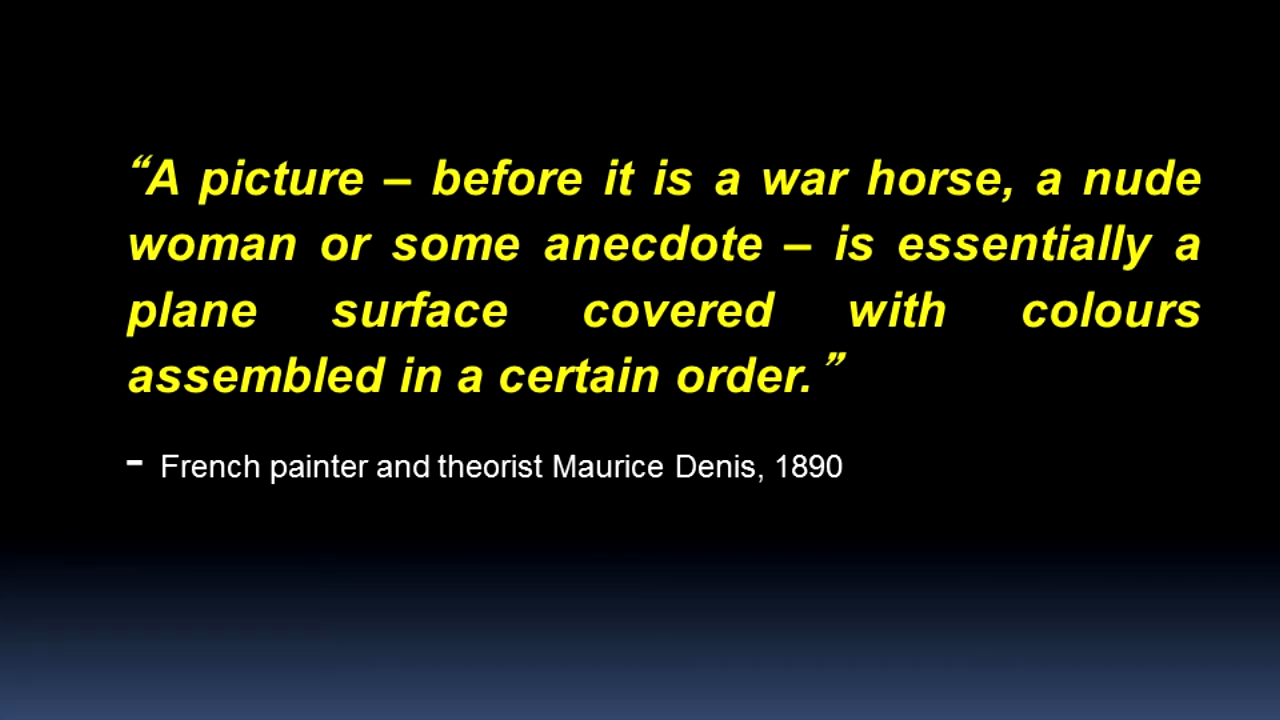 “A picture – before it is a war horse, a nude
woman or some anecdote – is essentially a
plane surface covered with colours
assembled in a certain order.”
- French painter and theorist Maurice Denis, 1890